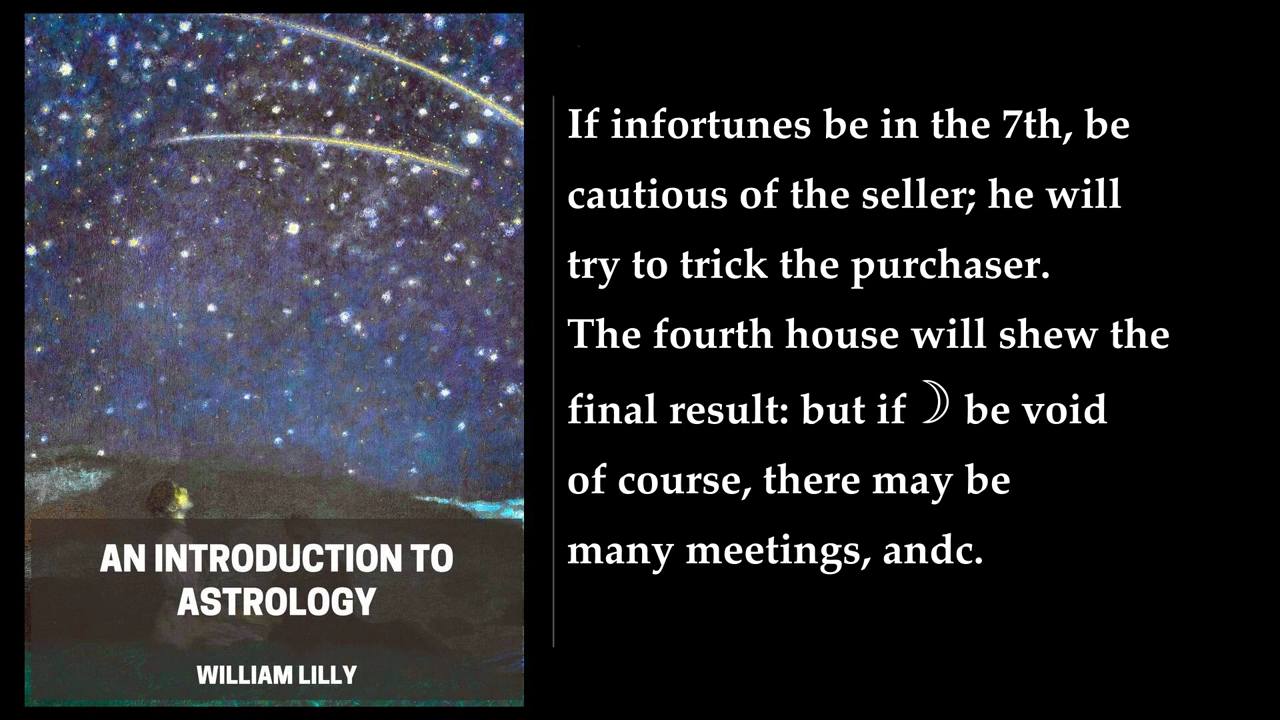 AN INTRODUCTION TO
ASTROLOGY
WILLIAM LILLY
If infortunes be in the 7th, be
cautious of the seller; he will
try to trick the purchaser.
The fourth house will shew the
final result: but if ☽ be void
of course, there may be
many meetings, andc.